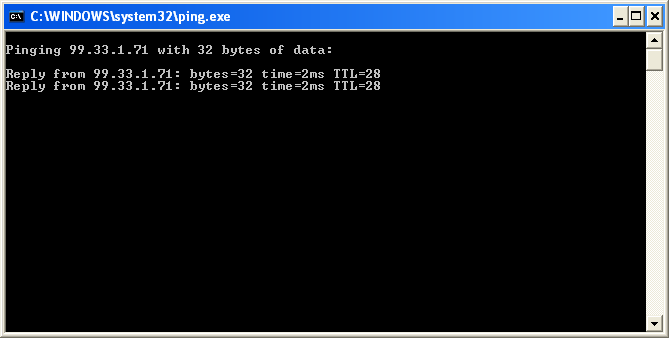 C:\WINDOWS\system32\ping.exe
Pinging 99.33.1.71 with 32 bytes of data:
Reply from 99.33.1.71: bytes=32 time=2ms TTL=28
Reply from 99.33.1.71: bytes=32 time=2ms TTL=28